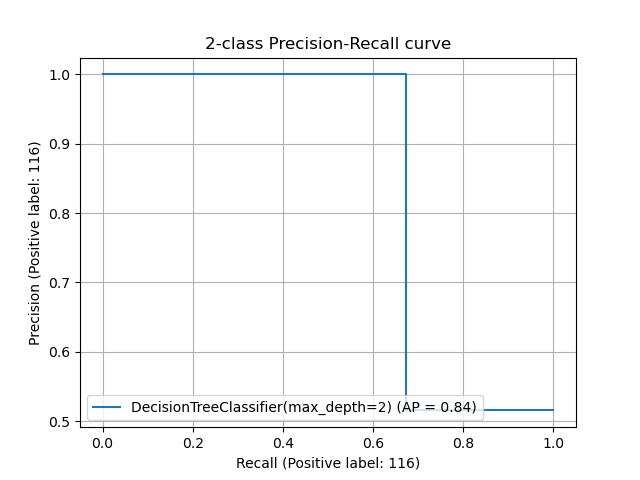 2-class Precision-Recall curve
1.0
0.9
0.8
0.7
0.6
0.5
Precision (Positive label: 116)
DecisionTreeClassifier(max_depth=2) (AP = 0.84)
0.0 0.2 0.4 0.6 0.8 1.0
Recall (Positive label: 116)